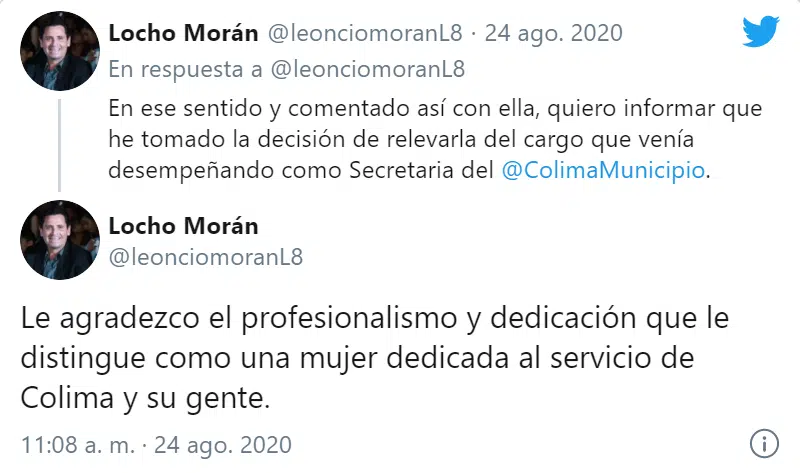 Locho Morán @leonciomoranL8 · 24 ago. 2020
En respuesta a @leonciomoranL8
En ese sentido y comentado así con ella, quiero informar que
he tomado la decisión de relevarla del cargo que venía
desempeñando como Secretaria del @ColimaMunicipio.
Locho Morán
@leonciomoranL8
Le agradezco el profesionalismo y dedicación que le
distingue como una mujer dedicada al servicio de
Colima y su gente.
11:08 a. m. · 24 ago. 2020